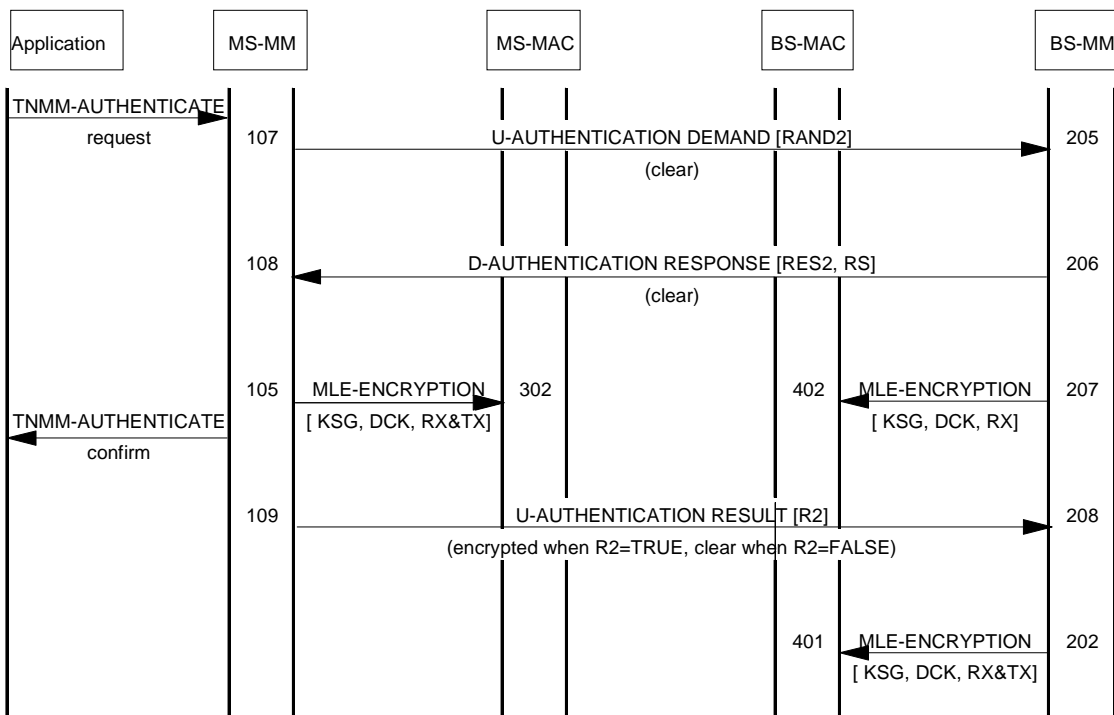 Application MS-MM MS-MAC BS-MAC BS-MM
TNMM-AUTHENTICATE
request
107 U-AUTHENTICATION DEMAND [RAND2] 205
(clear)
108 D-AUTHENTICATION RESPONSE [RES2, RS] 206
(clear)
105 MLE-ENCRYPTION 302 402 MLE-ENCRYPTION 207
[ KSG, DCK, RX&TX] [ KSG, DCK, RX]
TNMM-AUTHENTICATE
confirm
109 U-AUTHENTICATION RESULT [R2] 208
(encrypted when R2=TRUE, clear when R2=FALSE)
401 MLE-ENCRYPTION 202
[ KSG, DCK, RX&TX]